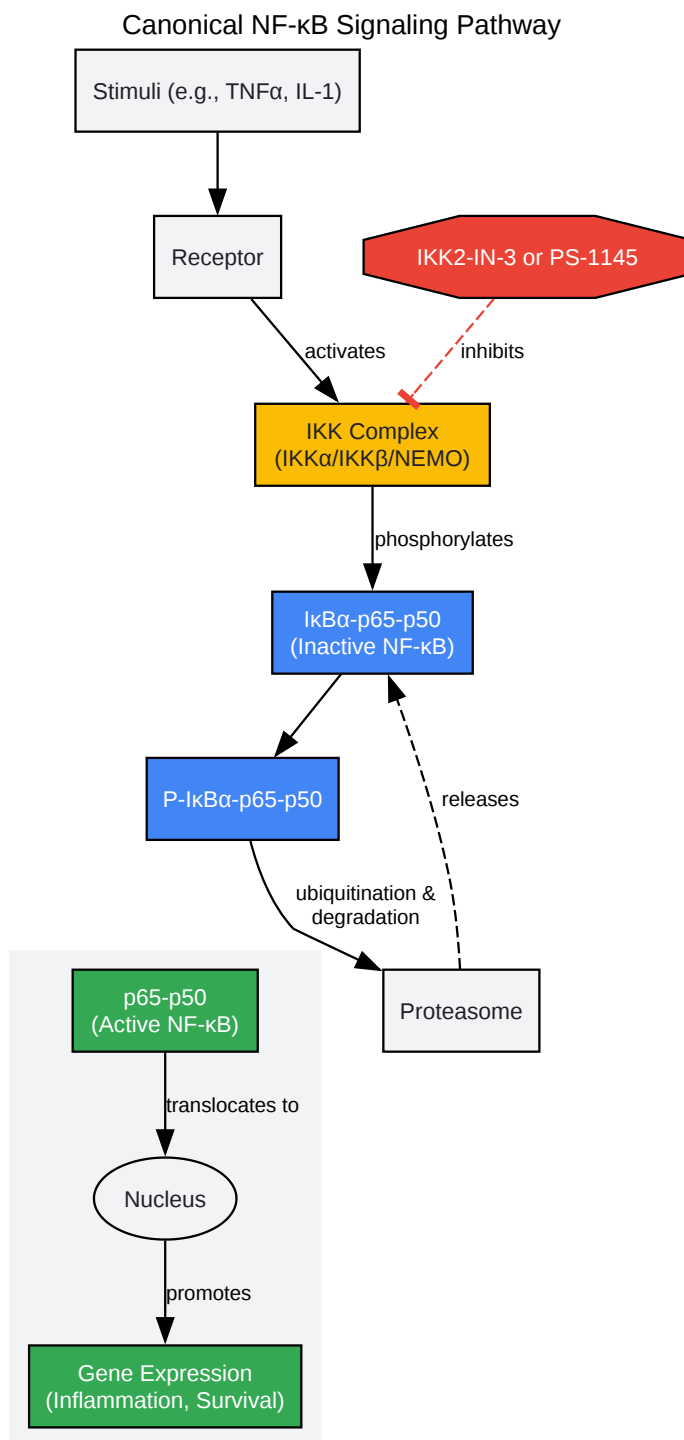 Canonical NF-κB Signaling Pathway
Stimuli (e.g., TNFα, IL-1)
Receptor
IKK2-IN-3 or PS-1145
activates
inhibits
IKK Complex
(IKKα/IKKβ/NEMO)
phosphorylates
IκBα-p65-p50
(Inactive NF-κB)
P-IκBα-p65-p50
releases
ubiquitination &
degradation
p65-p50
(Active NF-κB)
Proteasome
translocates to
Nucleus
promotes
Gene Expression
(Inflammation, Survival)